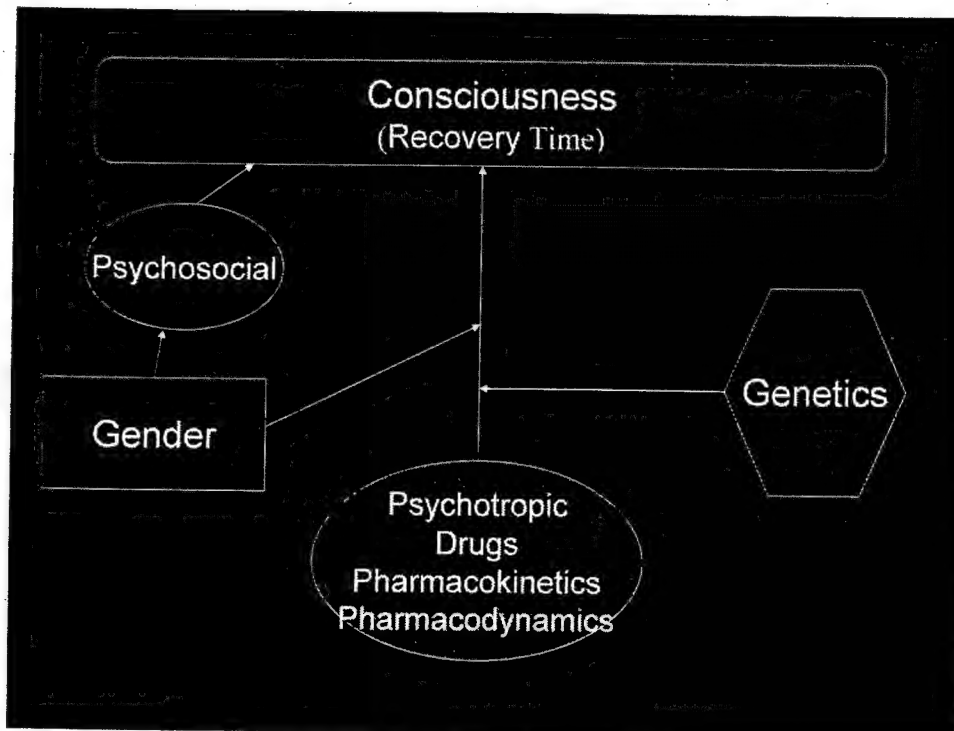 Consciousness
(Recovery Time)
Psychosocial
Gender
Genetics
Psychotropic
Drugs
Pharmacokinetics
Pharmacodynamics